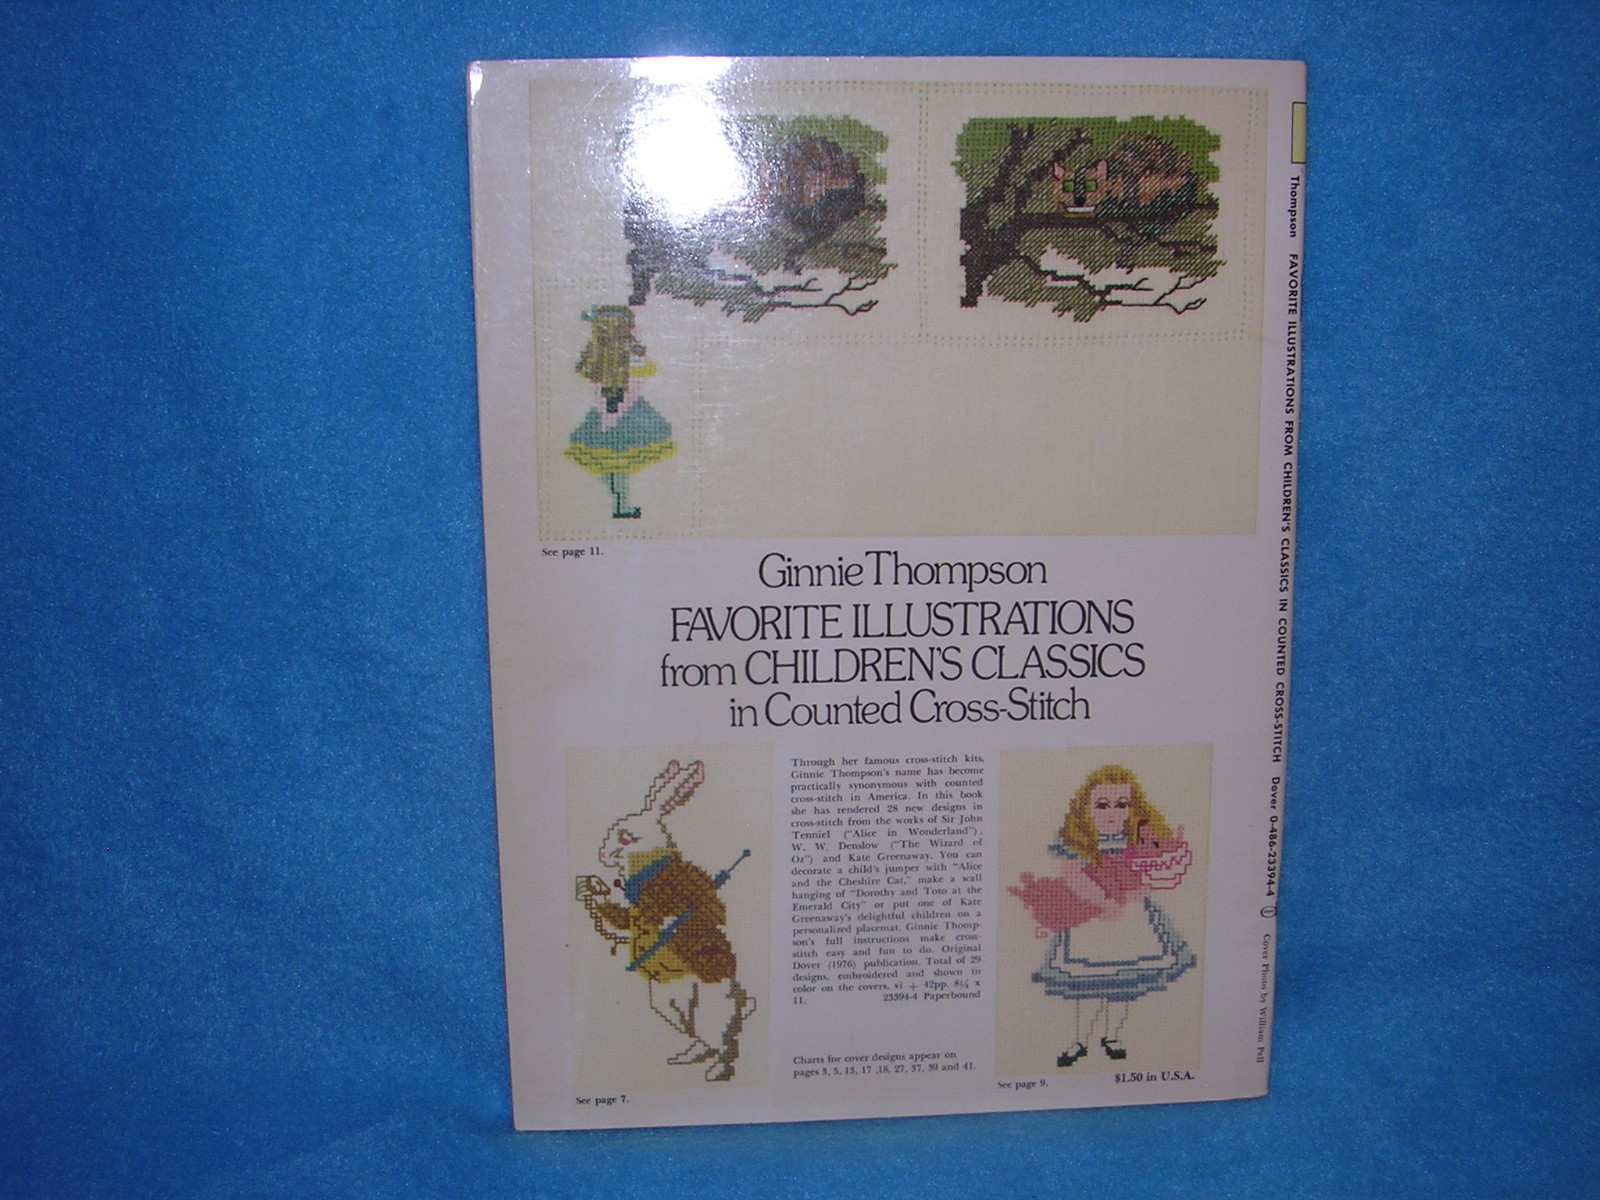 See page 11.
Ginnie Thompson
FAVORITE ILLUSTRATIONS
from CHILDREN'S CLASSICS
in Counted Cross-Stitch
Through her famous cross-stitch kits,
Ginnie Thompson's name has become
practically synonymous with counted
cross-stitch in America. In this book
she has rendered 28 new designs in
cross-stitch from the works of Sir John
Tenniel ("Alice in Wonderland"),
W. W. Denslow ("The Wizard of
Oz") and Kate Greenaway. You can
decorate a child's jumper with "Alice
and the Cheshire Cat," make a wall
hanging of "Dorothy and Toto at the
Emerald City" or put one of Kate
Greenaway's delightful children on a
personalized placemat. Ginnie Thomp-
son's full instructions make cross-
stitch easy and fun to do. Original
Dover (1976) publication. Total of 29
designs, embroidered and shown in
color on the covers. vi + 42pp. 8¼ x
11. 23394-4 Paperbound
Charts for cover designs appear on
pages 3, 5, 13, 17 ,18, 27, 37, 39 and 41.
See page 7.
See page 9.
$1.50 in U.S.A.
Thompson FAVORITE ILLUSTRATIONS FROM CHILDREN'S CLASSICS IN COUNTED CROSS-STITCH Dover 0-486-23394-4
Cover Photo by William Pell